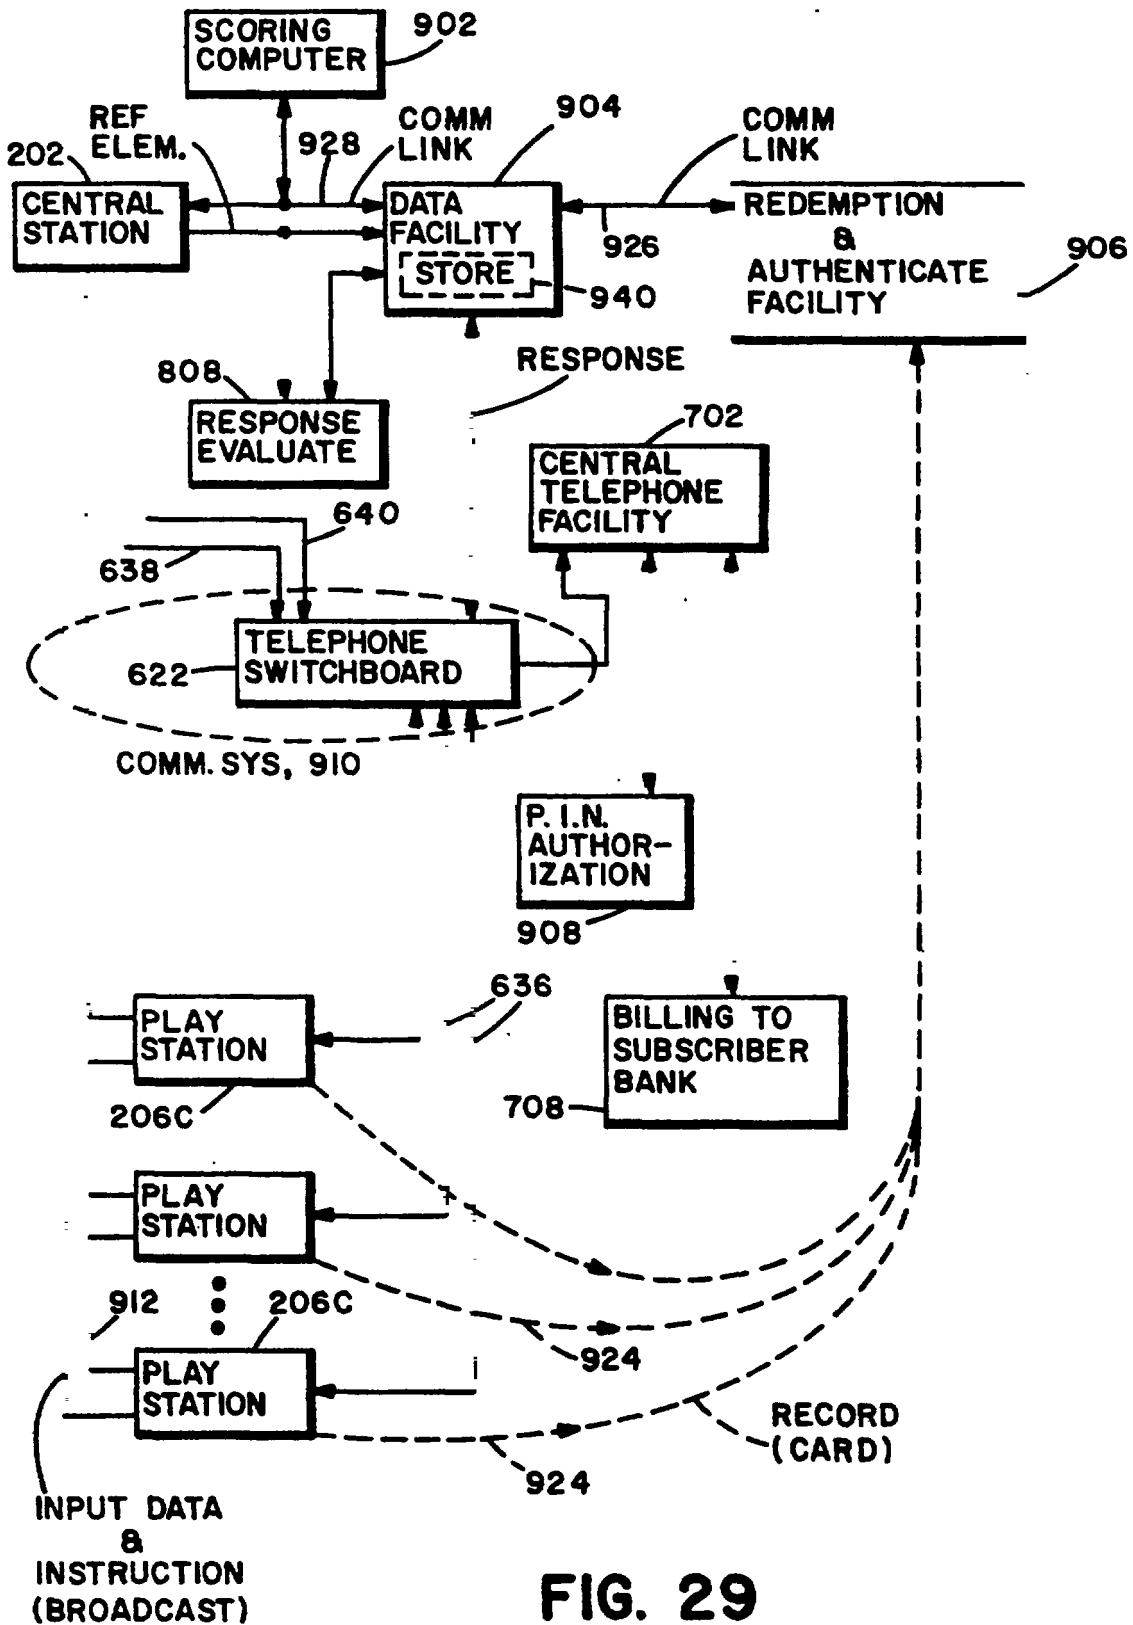 SCORING
COMPUTER
902
REF
ELEM.
928
COMM
LINK
904
COMM
LINK
202
CENTRAL
STATION
DATA
FACILITY
STORE
940
926
REDEMPTION
&
AUTHENTICATE
FACILITY
906
RESPONSE
808
RESPONSE
EVALUATE
702
CENTRAL
TELEPHONE
FACILITY
640
638
TELEPHONE
SWITCHBOARD
622
COMM. SYS, 910
P. I.N.
AUTHOR-
IZATION
908
636
PLAY
STATION
206C
BILLING TO
SUBSCRIBER
BANK
708
PLAY
STATION
912
206C
924
PLAY
STATION
RECORD
(CARD)
924
INPUT DATA
&
INSTRUCTION
(BROADCAST)
FIG. 29